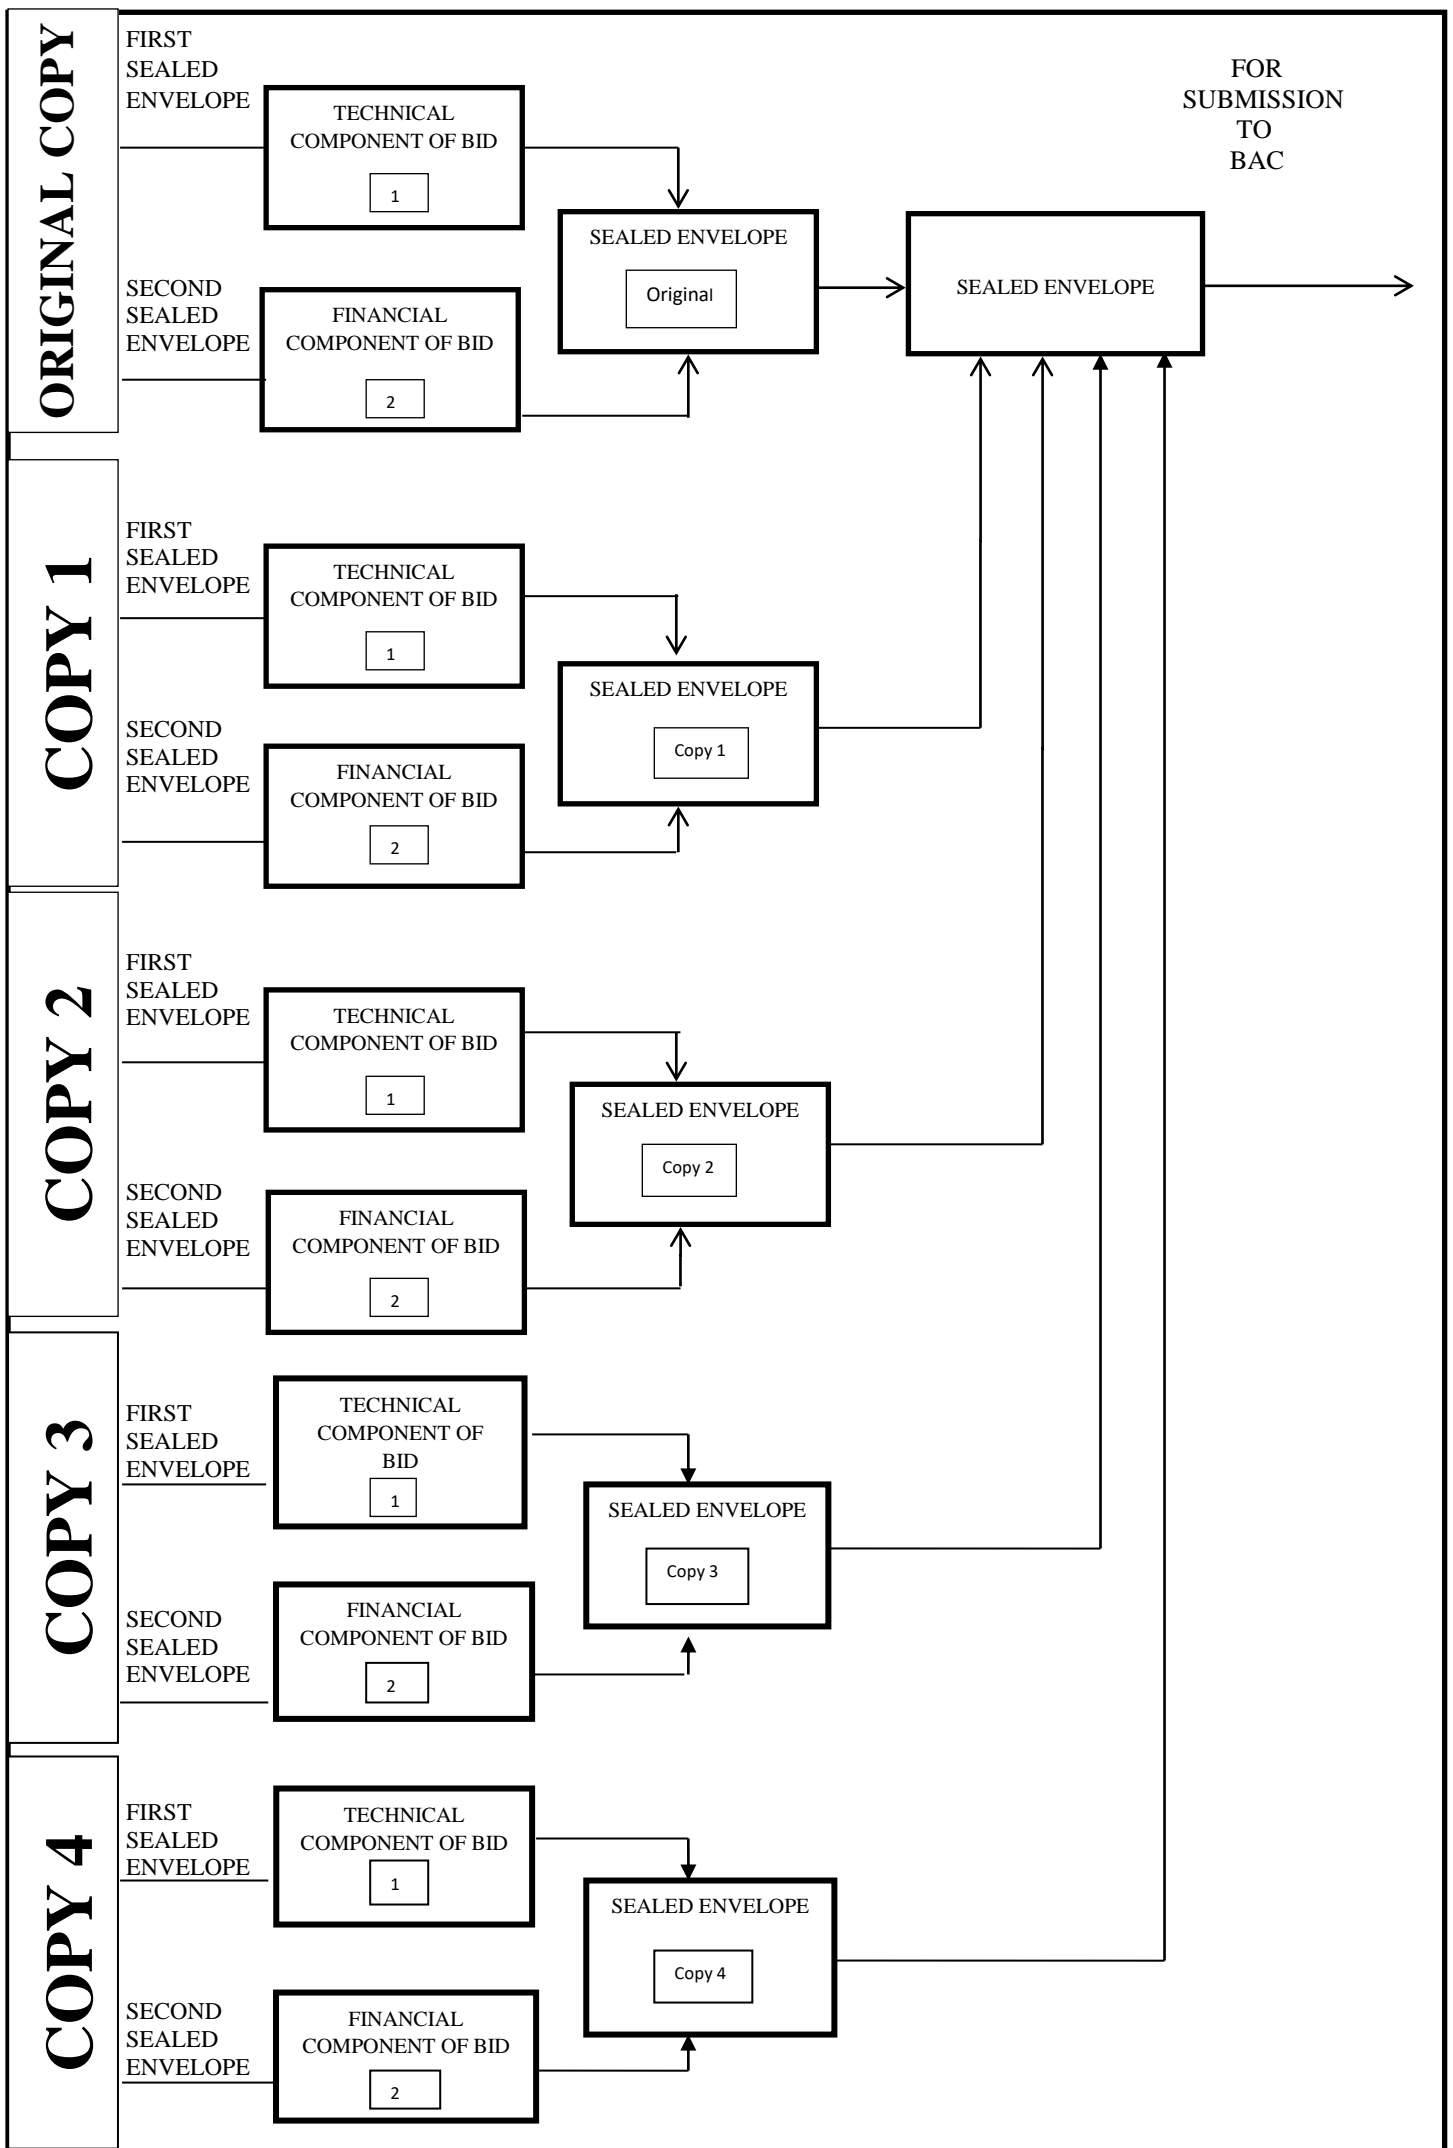 ORIGINAL COPY
FIRST
SEALED
ENVELOPE
TECHNICAL
COMPONENT OF BID
1
SECOND
SEALED
ENVELOPE
FINANCIAL
COMPONENT OF BID
2
SEALED ENVELOPE
Original
SEALED ENVELOPE
FOR
SUBMISSION
TO
BAC
COPY 1
FIRST
SEALED
ENVELOPE
TECHNICAL
COMPONENT OF BID
1
SECOND
SEALED
ENVELOPE
FINANCIAL
COMPONENT OF BID
2
SEALED ENVELOPE
Copy 1
COPY 2
FIRST
SEALED
ENVELOPE
TECHNICAL
COMPONENT OF BID
1
SECOND
SEALED
ENVELOPE
FINANCIAL
COMPONENT OF BID
2
SEALED ENVELOPE
Copy 2
COPY 3
FIRST
SEALED
ENVELOPE
TECHNICAL
COMPONENT OF
BID
1
SECOND
SEALED
ENVELOPE
FINANCIAL
COMPONENT OF BID
2
SEALED ENVELOPE
Copy 3
COPY 4
FIRST
SEALED
ENVELOPE
TECHNICAL
COMPONENT OF BID
1
SECOND
SEALED
ENVELOPE
FINANCIAL
COMPONENT OF BID
2
SEALED ENVELOPE
Copy 4